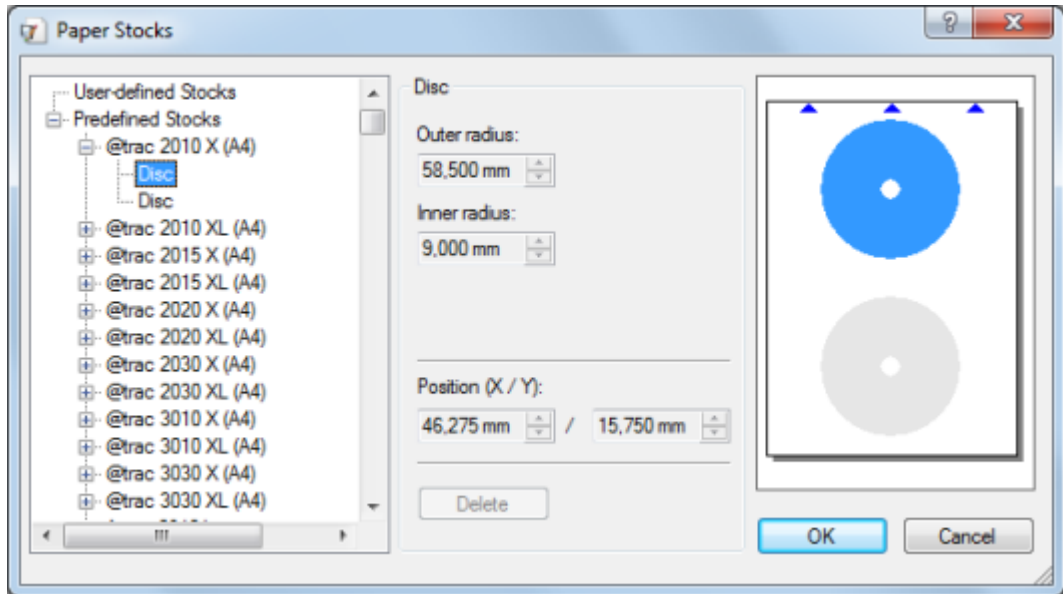 Paper Stocks
User-defined Stocks
Predefined Stocks
@trac 2010 X (A4)
Disc
Disc
@trac 2010 XL (A4)
@trac 2015 X (A4)
@trac 2015 XL (A4)
@trac 2020 X (A4)
@trac 2020 XL (A4)
@trac 2030 X (A4)
@trac 2030 XL (A4)
@trac 3010 X (A4)
@trac 3010 XL (A4)
@trac 3030 X (A4)
@trac 3030 XL (A4)
Disc
Outer radius:
58,500 mm
Inner radius:
9,000 mm
Position (X / Y):
46,275 mm / 15,750 mm
Delete
OK Cancel